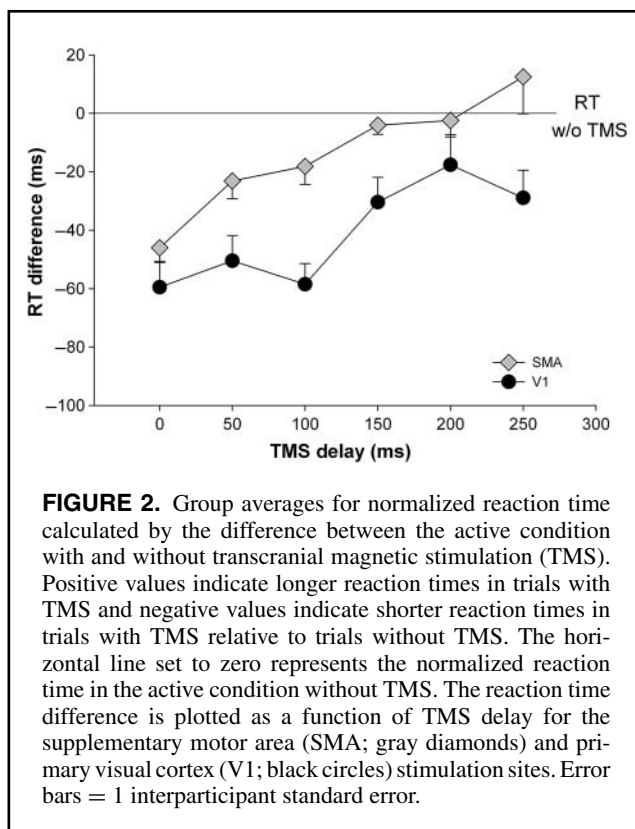 20
0
−20
−40
−60
−80
−100
RT difference (ms)
RT
w/o TMS
SMA
V1
0 50 100 150 200 250 300
TMS delay (ms)
FIGURE 2. Group averages for normalized reaction time
calculated by the difference between the active condition
with and without transcranial magnetic stimulation (TMS).
Positive values indicate longer reaction times in trials with
TMS and negative values indicate shorter reaction times in
trials with TMS relative to trials without TMS. The hori-
zontal line set to zero represents the normalized reaction
time in the active condition without TMS. The reaction time
difference is plotted as a function of TMS delay for the
supplementary motor area (SMA; gray diamonds) and pri-
mary visual cortex (V1; black circles) stimulation sites. Error
bars = 1 interparticipant standard error.